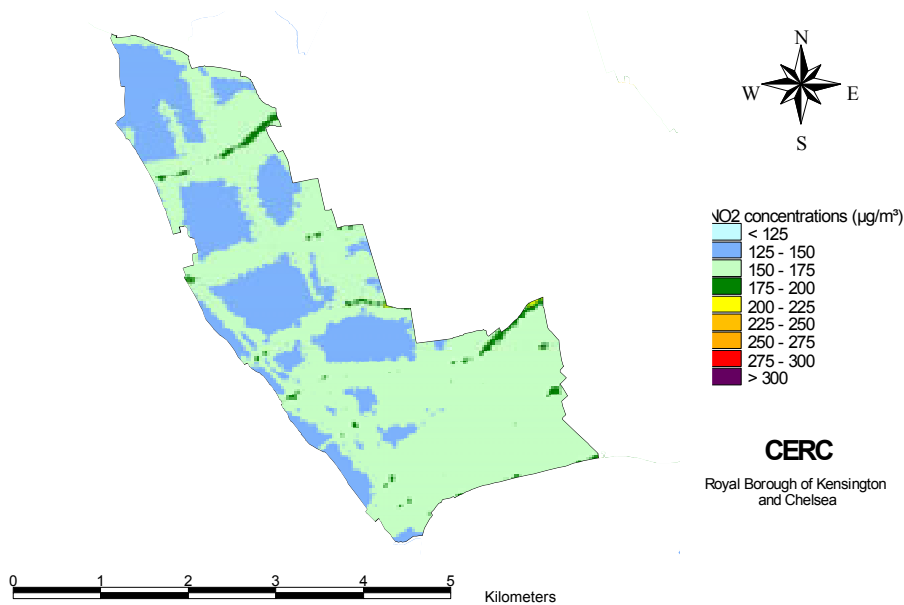 N
W E
S
NO2 concentrations (µg/m³)
< 125
125 - 150
150 - 175
175 - 200
200 - 225
225 - 250
250 - 275
275 - 300
> 300
CERC
Royal Borough of Kensington
and Chelsea
0 1 2 3 4 5
Kilometers